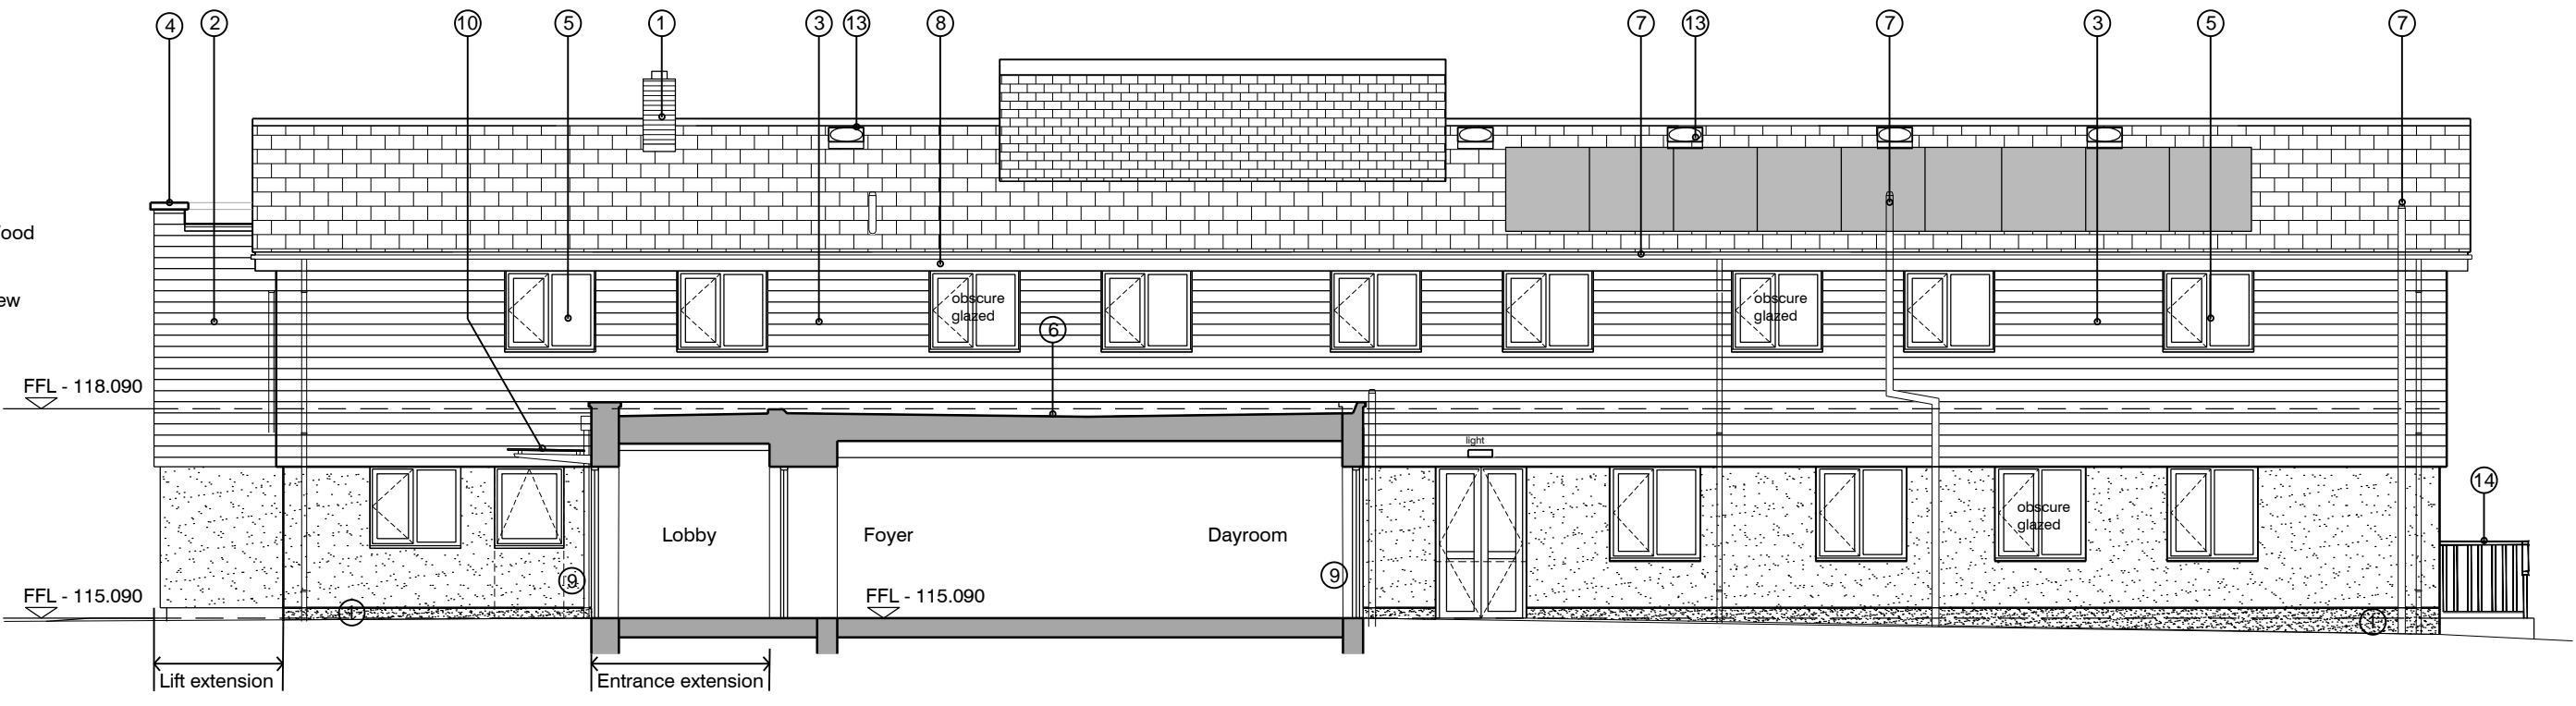 4 2 10 5 1 3 13 8 7 13 7 3 5 7
ood
ew
obscure
glazed
obscure
glazed
6
FFL - 118.090
light
14
obscure
glazed
Lobby Foyer Dayroom
9 9
FFL - 115.090 FFL - 115.090
1 1
Lift extension Entrance extension